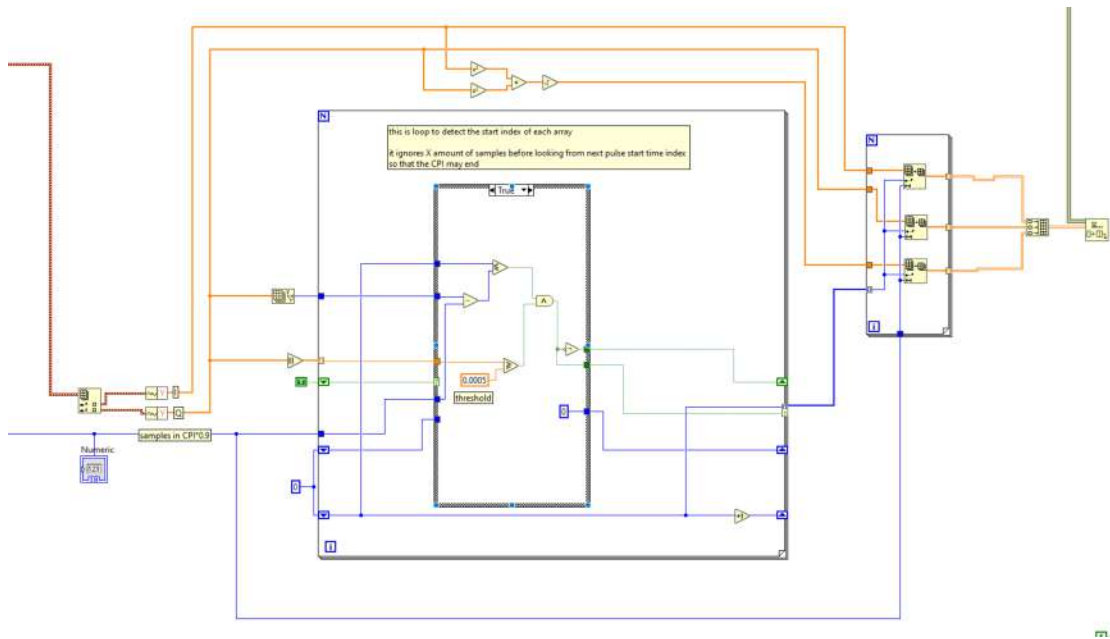 N
this is loop to detect the start index of each array
it ignores X amount of samples before looking from next pulse start time index
so that the CPI may end
True
N
0.0005
threshold
0
I
Q
samples in CPI*0.9
Numeric
123
0
i
i